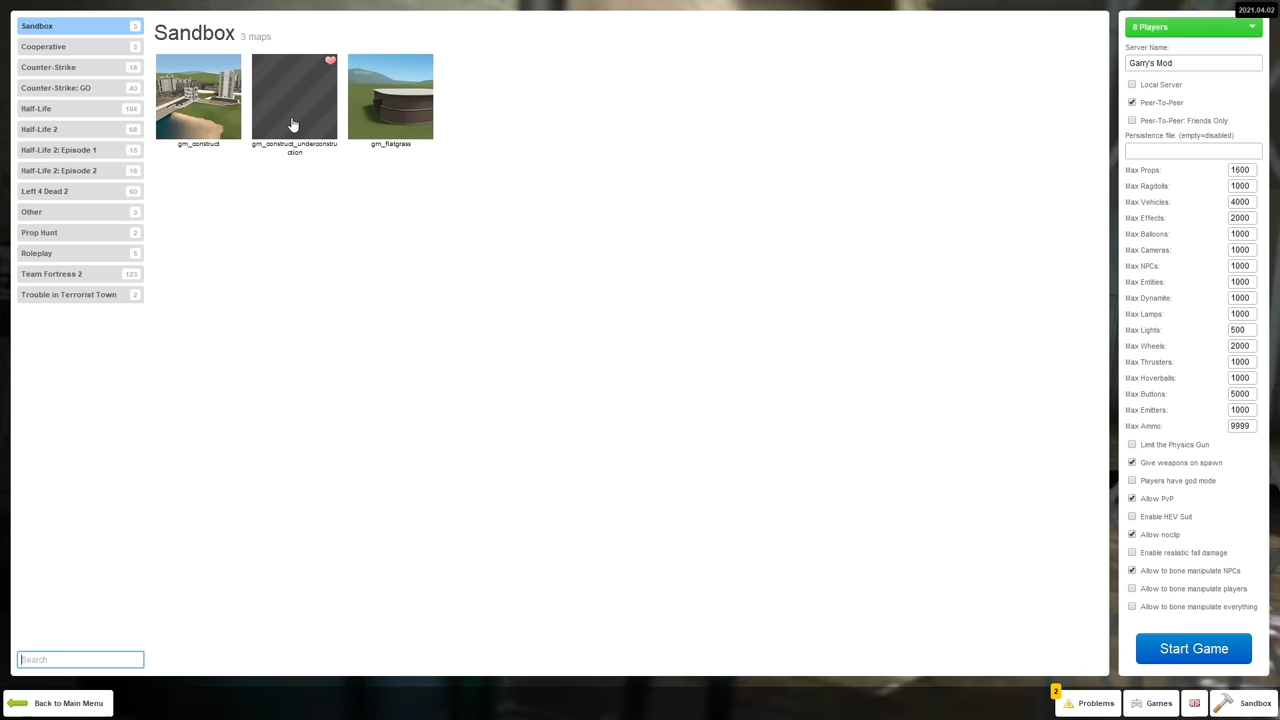 2021.04.02
Sandbox 3
Cooperative 3
Counter-Strike 18
Counter-Strike: GO 40
Half-Life 104
Half-Life 2 68
Half-Life 2: Episode 1 15
Half-Life 2: Episode 2 18
Left 4 Dead 2 60
Other 3
Prop Hunt 2
Roleplay 5
Team Fortress 2 123
Trouble in Terrorist Town 2
Search
Sandbox 3 maps
gm_construct
gm_construct_underconstru
ction
gm_flatgrass
8 Players
Server Name:
Garry's Mod
Local Server
Peer-To-Peer
Peer-To-Peer: Friends Only
Persistence file: (empty=disabled)
Max Props: 1600
Max Ragdolls: 1000
Max Vehicles: 4000
Max Effects: 2000
Max Balloons: 1000
Max Cameras: 1000
Max NPCs: 1000
Max Entities: 1000
Max Dynamite: 1000
Max Lamps: 1000
Max Lights: 500
Max Wheels: 2000
Max Thrusters: 1000
Max Hoverballs: 1000
Max Buttons: 5000
Max Emitters: 1000
Max Ammo: 9999
Limit the Physics Gun
Give weapons on spawn
Players have god mode
Allow PvP
Enable HEV Suit
Allow noclip
Enable realistic fall damage
Allow to bone manipulate NPCs
Allow to bone manipulate players
Allow to bone manipulate everything
Start Game
Back to Main Menu
2
Problems
Games
Sandbox